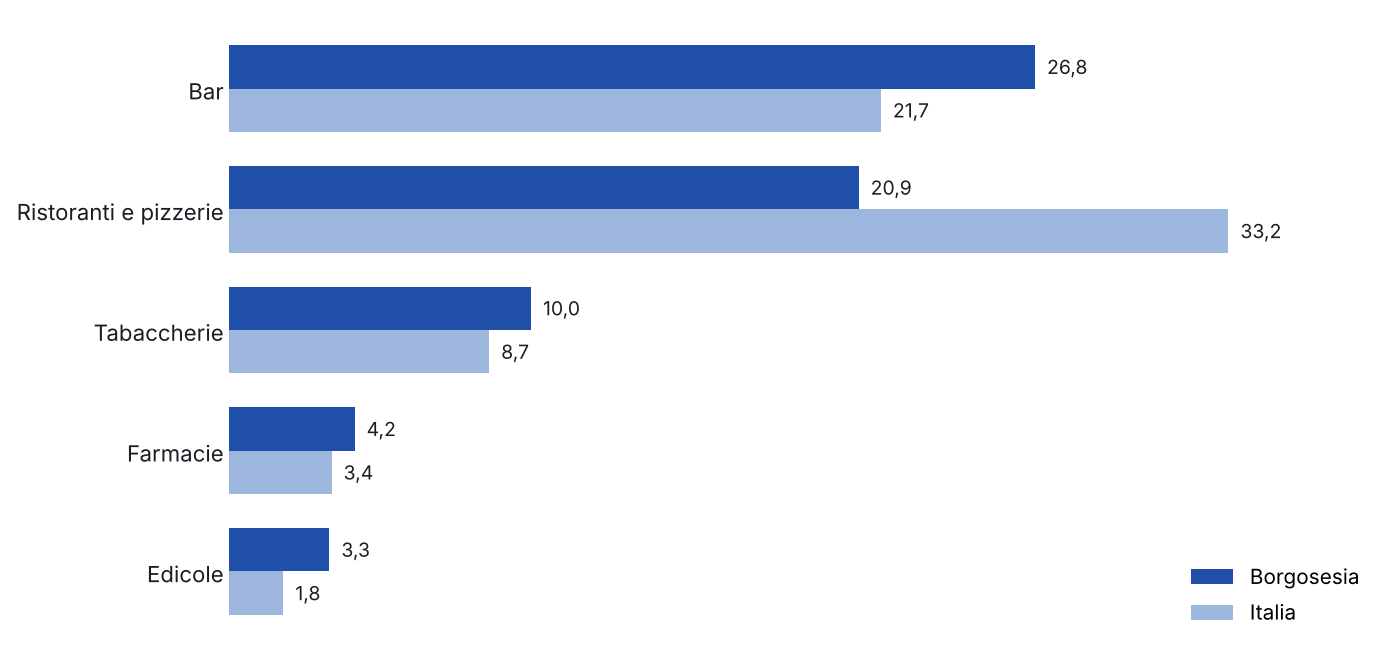 Bar
26,8
21,7
Ristoranti e pizzerie
20,9
33,2
Tabaccherie
10,0
8,7
Farmacie
4,2
3,4
Edicole
3,3
1,8
Borgosesia
Italia